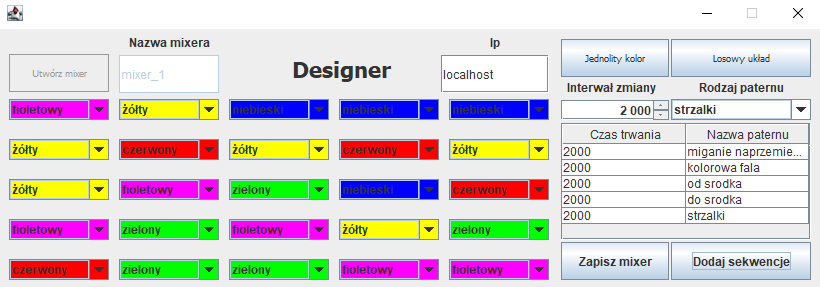 Nazwa mixera Ip
Utwórz mixer mixer_1 Designer localhost Jednolity kolor Losowy układ
Interwał zmiany Rodzaj paternu
fioletowy żółty niebieski niebieski niebieski 2 000 strzalki
Czas trwania Nazwa paternu
żółty czerwony żółty czerwony żółty 2000 miganie naprzemie...
2000 kolorowa fala
żółty fioletowy zielony niebieski czerwony 2000 od srodka
2000 do srodka
2000 strzalki
fioletowy zielony fioletowy żółty zielony
czerwony zielony zielony fioletowy fioletowy Zapisz mixer Dodaj sekwencje